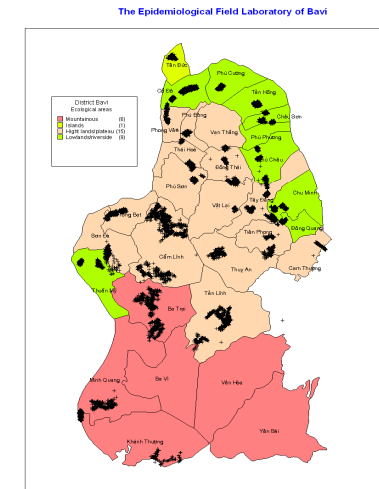 The Epidemiological Field Laboratory of Bavi
District Bavi
Ecological areas
Mountainous (6)
Islands (1)
Hight lands/plateau (15)
Lowlands/riverside (9)
Tản Đức
Phú Cường
Cổ Đô
Tản Hồng
Phú Đông
Châu Sơn
Phong Vân
Vạn Thắng
Phú Phương
Thái Hoà
Phú Châu
Đồng Thái
Phú Sơn
Chu Minh
Tây Đằng
Vật Lại
Tòng Bạt
Đông Quang
Tiên Phong
Sơn Đà
Cẩm Lĩnh
Cam Thượng
Thụy An
Thuần Mỹ
Tản Lĩnh
Ba Trại
Minh Quang
Ba Vì
Vân Hòa
Yên Bài
Khánh Thượng